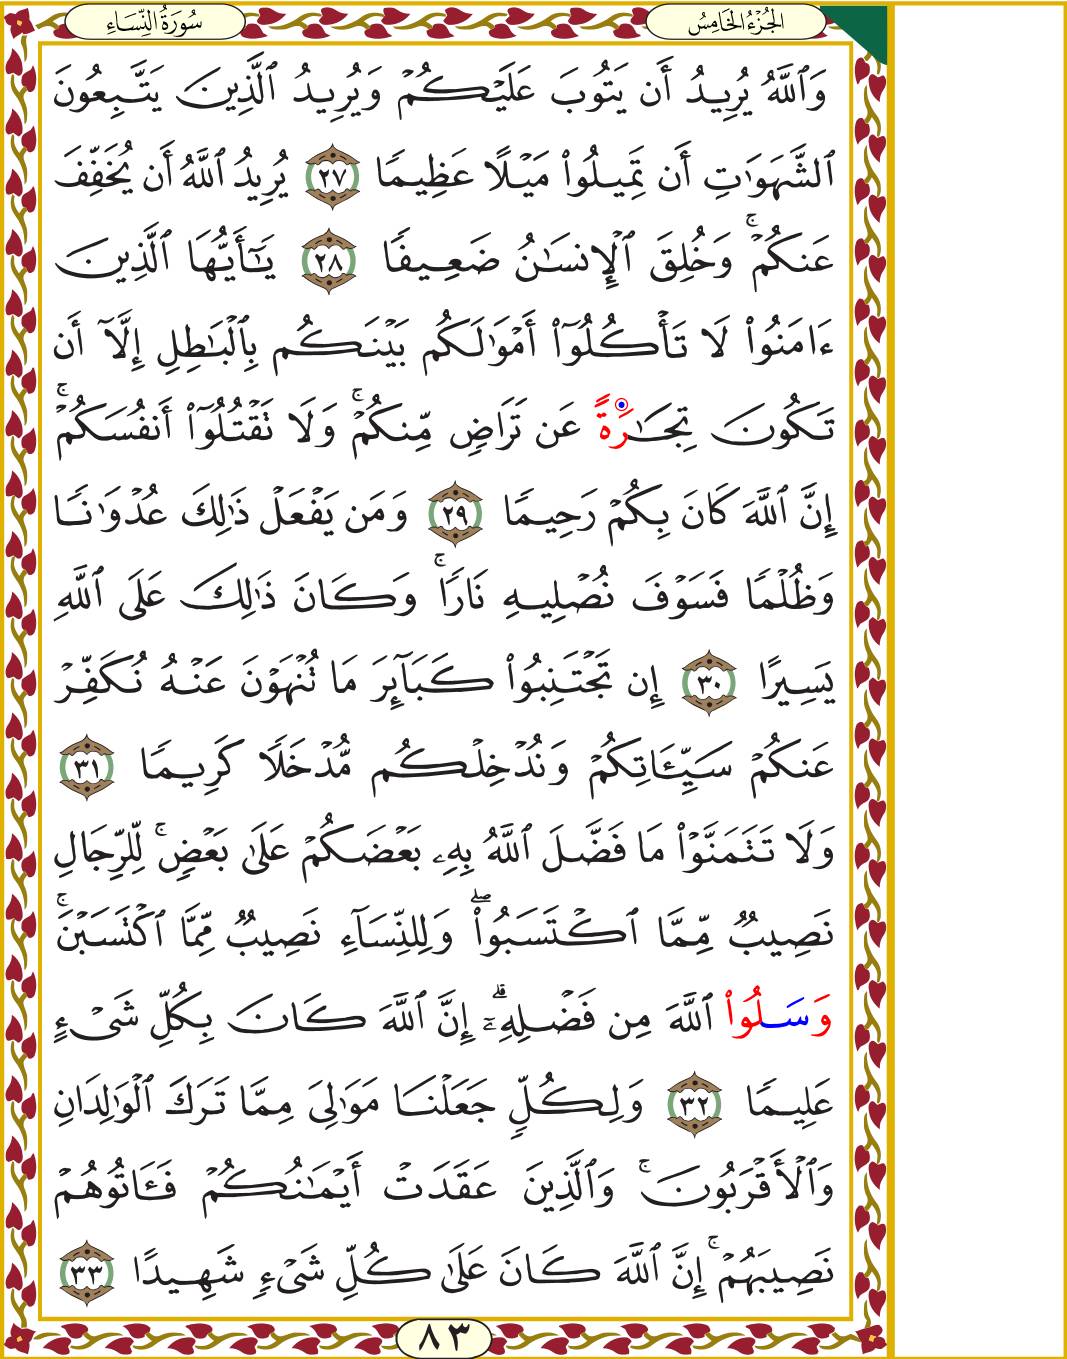 الجُزْءُ الخَامِسُ سُورَةُ النِّسَاءِ
وَٱللَّهُ يُرِيدُ أَن يَتُوبَ عَلَيۡكُمۡ وَيُرِيدُ ٱلَّذِينَ يَتَّبِعُونَ
ٱلشَّهَوَٰتِ أَن تَمِيلُواْ مَيۡلًا عَظِيمٗا ٢٧ يُرِيدُ ٱللَّهُ أَن يُخَفِّفَ
عَنكُمۡۚ وَخُلِقَ ٱلۡإِنسَٰنُ ضَعِيفٗا ٢٨ يَٰٓأَيُّهَا ٱلَّذِينَ
ءَامَنُواْ لَا تَأۡكُلُوٓاْ أَمۡوَٰلَكُم بَيۡنَكُم بِٱلۡبَٰطِلِ إِلَّآ أَن
تَكُونَ تِجَٰرَةً عَن تَرَاضٖ مِّنكُمۡۚ وَلَا تَقۡتُلُوٓاْ أَنفُسَكُمۡۚ
إِنَّ ٱللَّهَ كَانَ بِكُمۡ رَحِيمٗا ٢٩ وَمَن يَفۡعَلۡ ذَٰلِكَ عُدۡوَٰنٗا
وَظُلۡمٗا فَسَوۡفَ نُصۡلِيهِ نَارٗاۚ وَكَانَ ذَٰلِكَ عَلَى ٱللَّهِ
يَسِيرًا ٣٠ إِن تَجۡتَنِبُواْ كَبَآئِرَ مَا تُنۡهَوۡنَ عَنۡهُ نُكَفِّرۡ
عَنكُمۡ سَيِّـَٔاتِكُمۡ وَنُدۡخِلۡكُم مُّدۡخَلٗا كَرِيمٗا ٣١
وَلَا تَتَمَنَّوۡاْ مَا فَضَّلَ ٱللَّهُ بِهِۦ بَعۡضَكُمۡ عَلَىٰ بَعۡضٖۚ لِّلرِّجَالِ
نَصِيبٞ مِّمَّا ٱكۡتَسَبُواْۖ وَلِلنِّسَآءِ نَصِيبٞ مِّمَّا ٱكۡتَسَبۡنَۚ
وَسَلُواْ ٱللَّهَ مِن فَضۡلِهِۦٓۗ إِنَّ ٱللَّهَ كَانَ بِكُلِّ شَيۡءٍ
عَلِيمٗا ٣٢ وَلِكُلّٖ جَعَلۡنَا مَوَٰلِيَ مِمَّا تَرَكَ ٱلۡوَٰلِدَانِ
وَٱلۡأَقۡرَبُونَۚ وَٱلَّذِينَ عَقَدَتۡ أَيۡمَٰنُكُمۡ فَـَٔاتُوهُمۡ
نَصِيبَهُمۡۚ إِنَّ ٱللَّهَ كَانَ عَلَىٰ كُلِّ شَيۡءٖ شَهِيدًا ٣٣
٨٣